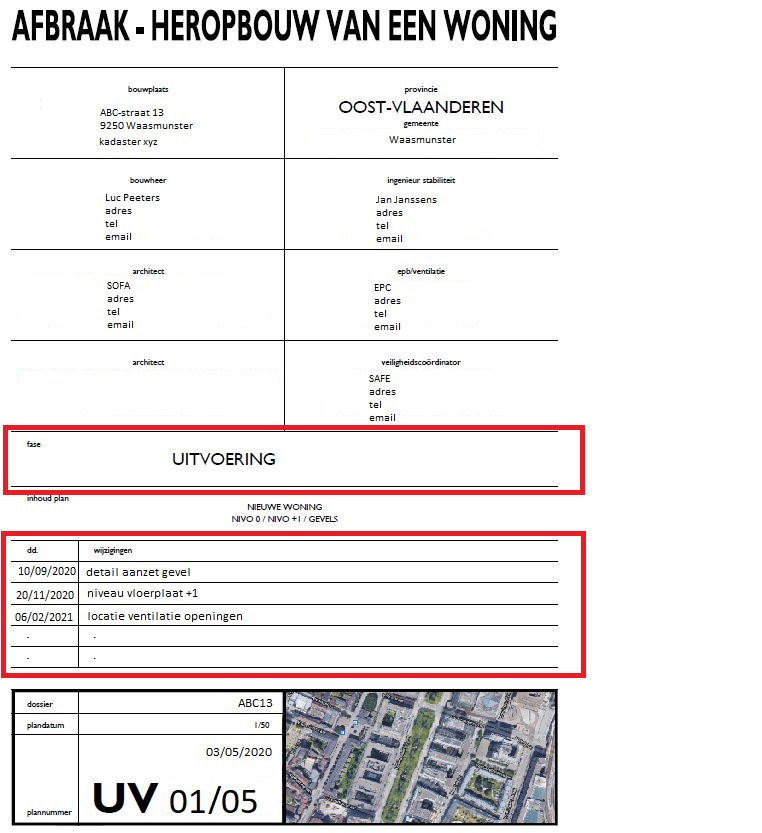 AFBRAAK - HEROPBOUW VAN EEN WONING
bouwplaats
ABC-straat 13
9250 Waasmunster
kadaster xyz
provincie
OOST-VLAANDEREN
gemeente
Waasmunster
bouwheer
Luc Peeters
adres
tel
email
ingenieur stabiliteit
Jan Janssens
adres
tel
email
architect
SOFA
adres
tel
email
epb/ventilatie
EPC
adres
tel
email
architect
veiligheidscoördinator
SAFE
adres
tel
email
fase
UITVOERING
inhoud plan
NIEUWE WONING
NIVO 0 / NIVO +1 / GEVELS
dd. wijzigingen
10/09/2020 detail aanzet gevel
20/11/2020 niveau vloerplaat +1
06/02/2021 locatie ventilatie openingen
. .
. .
dossier ABC13
plandatum 1/50
03/05/2020
plannummer UV 01/05